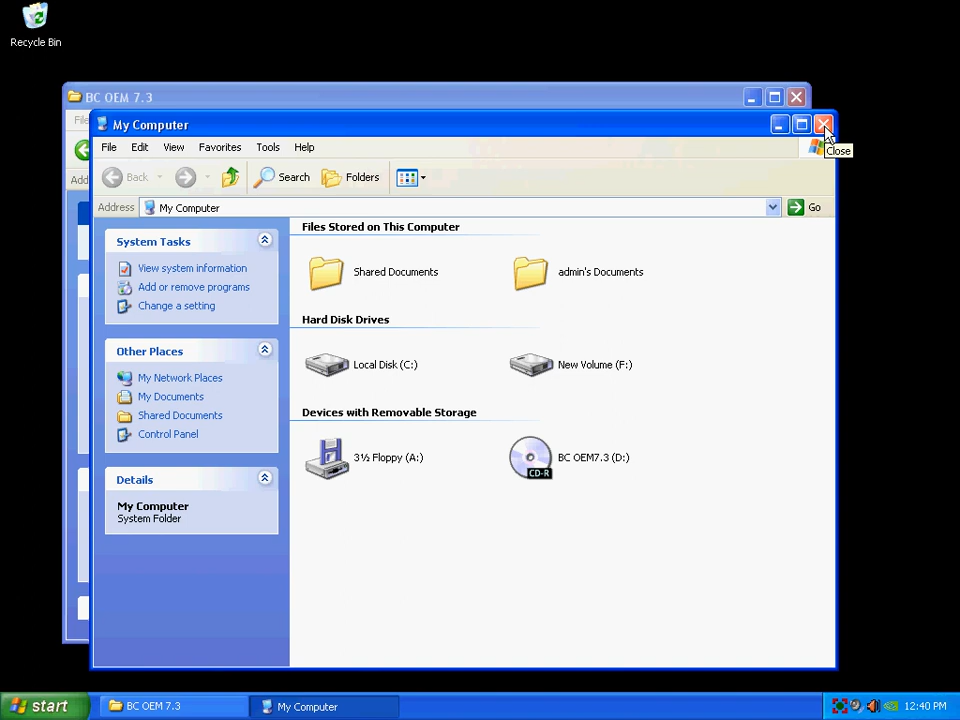 Recycle Bin
BC OEM 7.3
File
My Computer
Close
File Edit View Favorites Tools Help
Back Search Folders
Add
Address My Computer Go
System Tasks
View system information
Add or remove programs
Change a setting
Other Places
My Network Places
My Documents
Shared Documents
Control Panel
Details
My Computer
System Folder
Files Stored on This Computer
Shared Documents admin's Documents
Hard Disk Drives
Local Disk (C:) New Volume (F:)
Devices with Removable Storage
3½ Floppy (A:) BC OEM7.3 (D:)
CD-R
start BC OEM 7.3 My Computer 12:40 PM